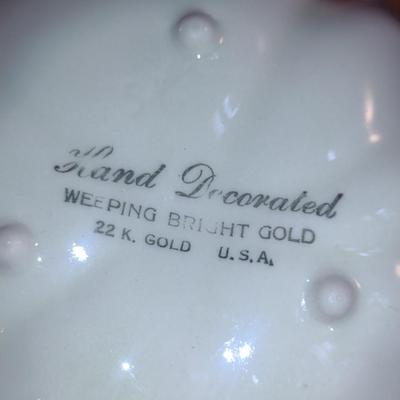 Hand Decorated
WEEPING BRIGHT GOLD
22 K. GOLD U.S.A.